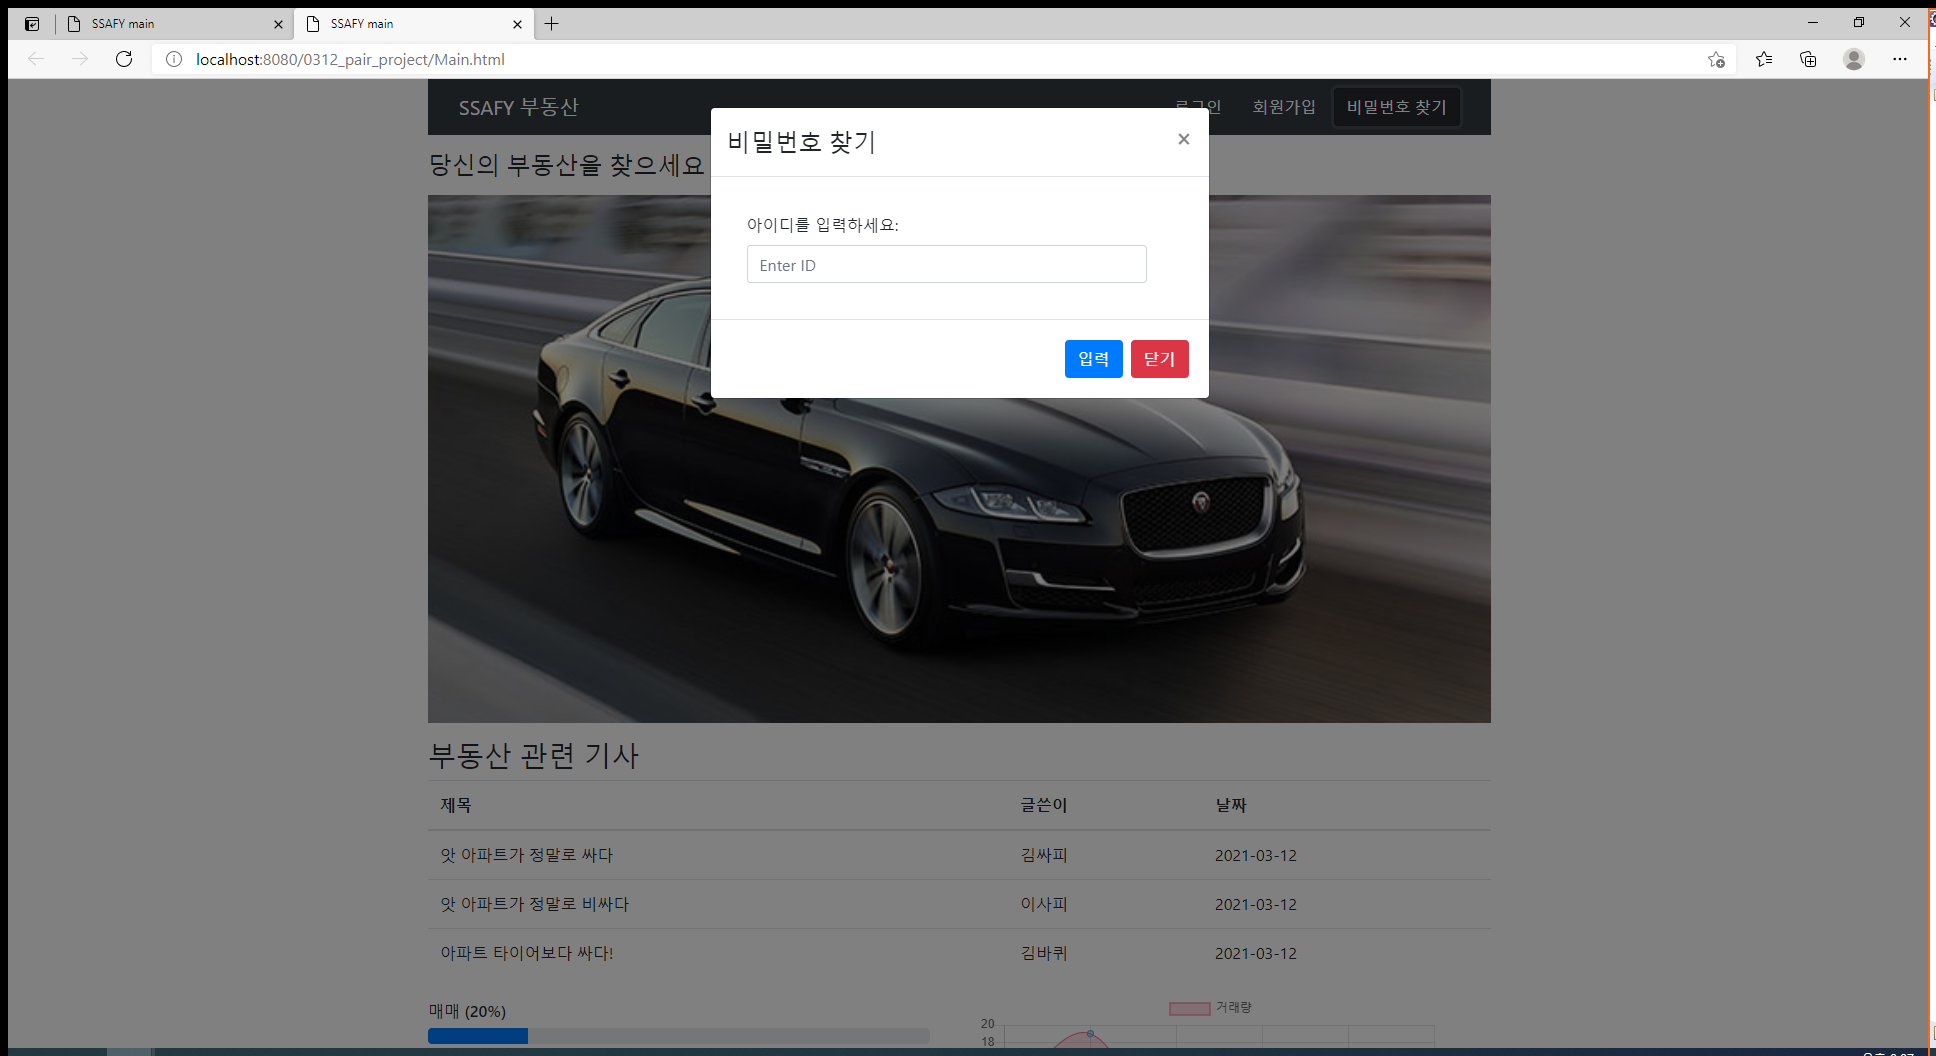 SSAFY main
SSAFY main
localhost:8080/0312_pair_project/Main.html
SSAFY 부동산
로그인 회원가입 비밀번호 찾기
당신의 부동산을 찾으세요
비밀번호 찾기 ×
아이디를 입력하세요:
Enter ID
입력 닫기
부동산 관련 기사
제목 글쓴이 날짜
앗 아파트가 정말로 싸다 김싸피 2021-03-12
앗 아파트가 정말로 비싸다 이사피 2021-03-12
아파트 타이어보다 싸다! 김바퀴 2021-03-12
매매 (20%)
거래량
20
18